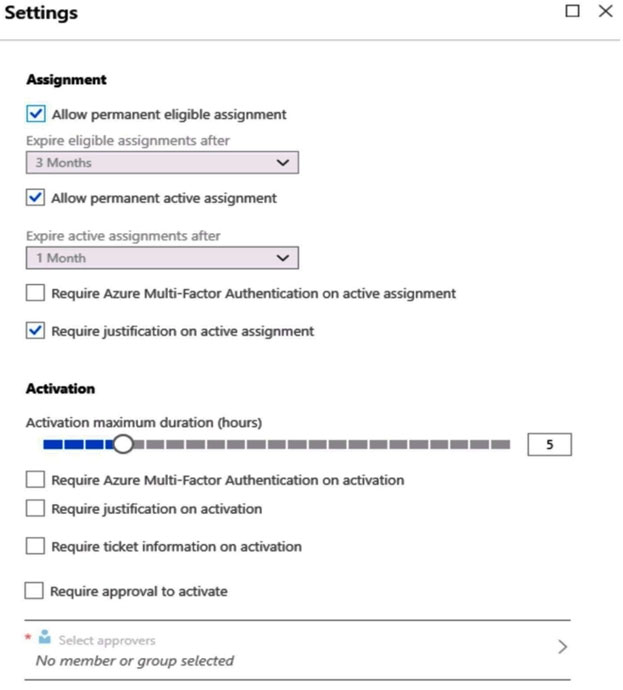 Settings
Assignment
Allow permanent eligible assignment
Expire eligible assignments after
3 Months
Allow permanent active assignment
Expire active assignments after
1 Month
Require Azure Multi-Factor Authentication on active assignment
Require justification on active assignment
Activation
Activation maximum duration (hours)
5
Require Azure Multi-Factor Authentication on activation
Require justification on activation
Require ticket information on activation
Require approval to activate
* Select approvers
No member or group selected